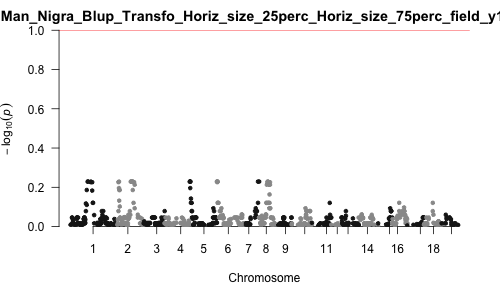 Man_Nigra_Blup_Transfo_Horiz_size_25perc_Horiz_size_75perc_field_y1
1.0
0.8
0.6
0.4
0.2
0.0
− log10(p)
1 2 3 4 5 6 7 8 9 11 14 16 18
Chromosome